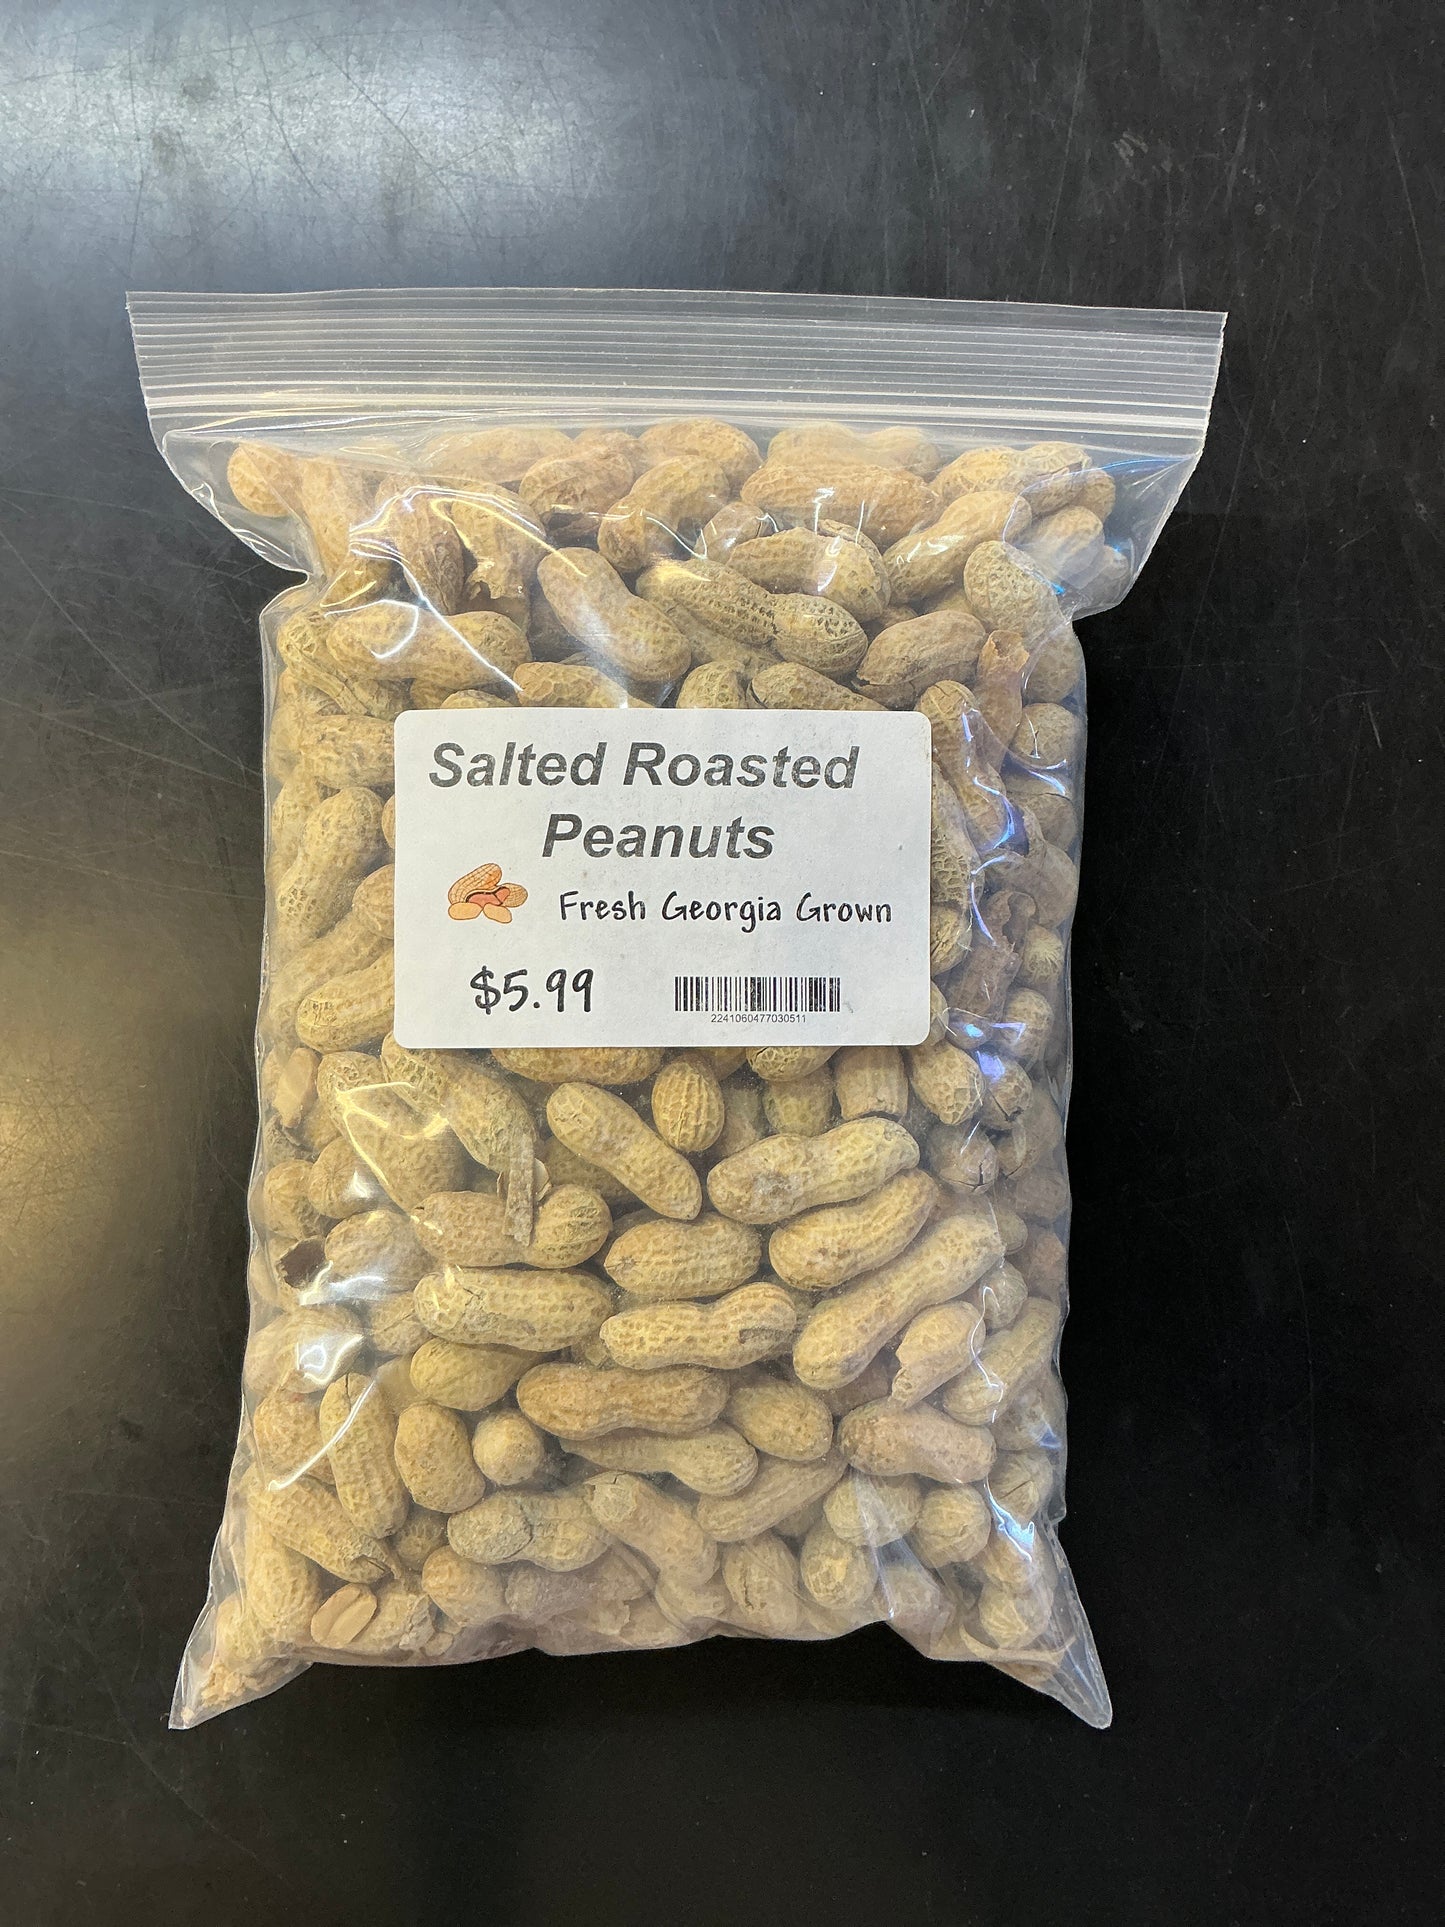 Salted Roasted
Peanuts
Fresh Georgia Grown
$5.99
2241060477030511